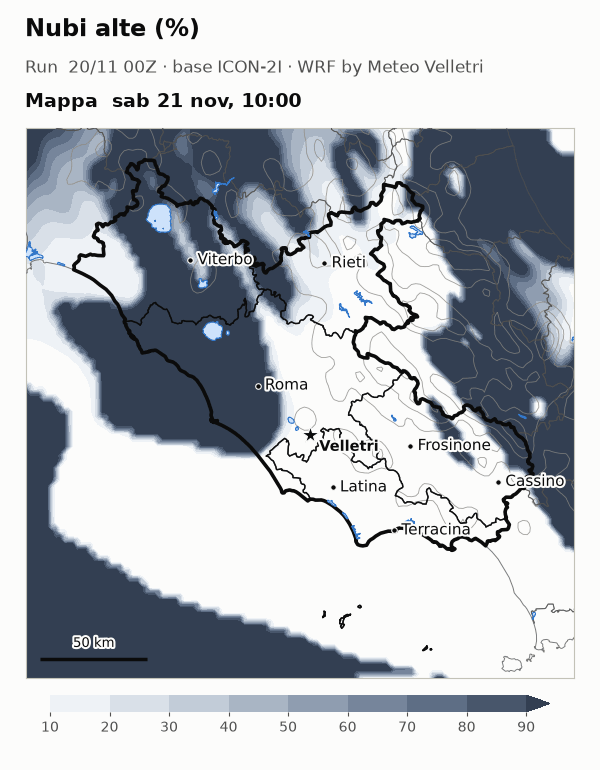 Nubi alte (%)
Run  20/11 00Z · base ICON-2I · WRF by Meteo Velletri
Mappa  sab 21 nov, 10:00
Viterbo
Rieti
Roma
Velletri
Frosinone
Cassino
Latina
Terracina
50 km
10 20 30 40 50 60 70 80 90